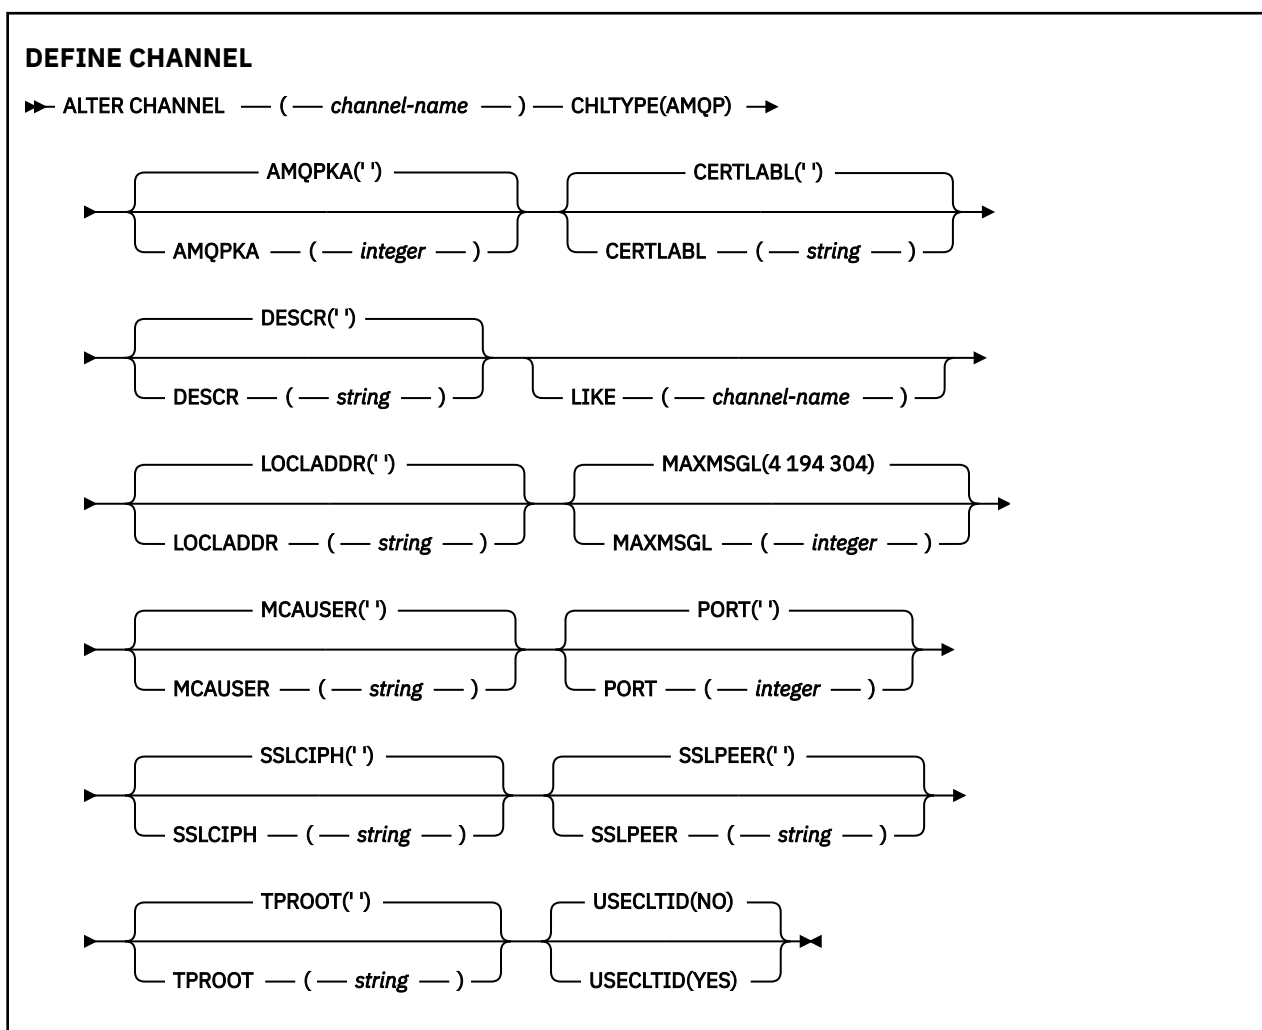 DEFINE CHANNEL
ALTER CHANNEL ( channel-name ) CHLTYPE(AMQP)
AMQPKA(' ') CERTLABL(' ')
AMQPKA ( integer ) CERTLABL ( string )
DESCR(' ')
DESCR ( string ) LIKE ( channel-name )
LOCLADDR(' ') MAXMSGL(4 194 304)
LOCLADDR ( string ) MAXMSGL ( integer )
MCAUSER(' ') PORT(' ')
MCAUSER ( string ) PORT ( integer )
SSLCIPH(' ') SSLPEER(' ')
SSLCIPH ( string ) SSLPEER ( string )
TPROOT(' ') USECLTID(NO)
TPROOT ( string ) USECLTID(YES)